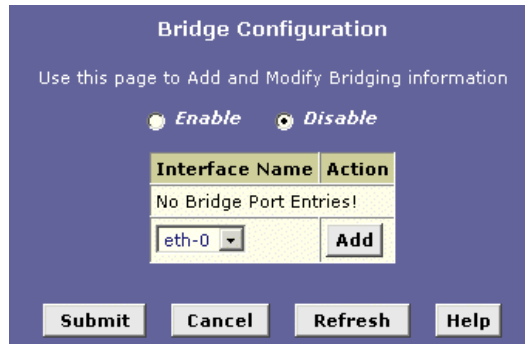 Bridge Configuration
Use this page to Add and Modify Bridging information
Enable Disable
Interface Name Action
No Bridge Port Entries!
eth-0 Add
Submit Cancel Refresh Help